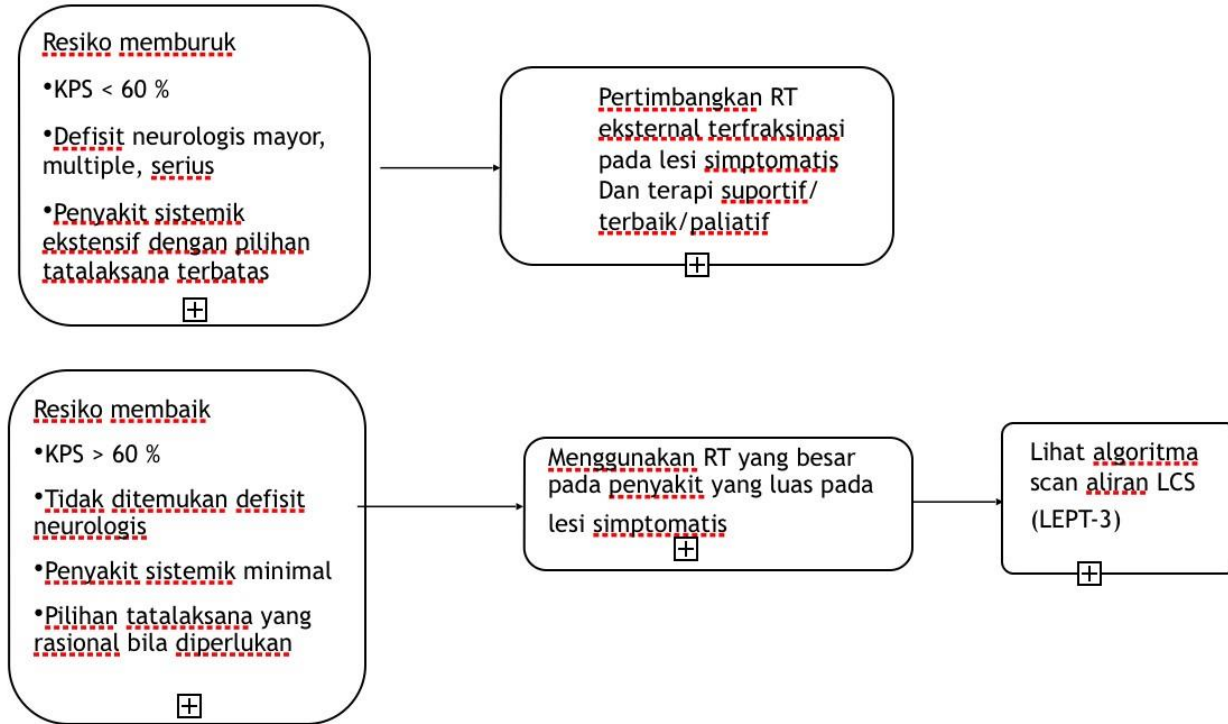 Resiko memburuk
•KPS < 60 %
•Defisit neurologis mayor,
multiple, serius
•Penyakit sistemik
ekstensif dengan pilihan
tatalaksana terbatas
Pertimbangkan RT
eksternal terfraksinasi
pada lesi simptomatis
Dan terapi suportif/
terbaik/paliatif
Resiko membaik
•KPS > 60 %
•Tidak ditemukan defisit
neurologis
•Penyakit sistemik minimal
•Pilihan tatalaksana yang
rasional bila diperlukan
Menggunakan RT yang besar
pada penyakit yang luas pada
lesi simptomatis
Lihat algoritma
scan aliran LCS
(LEPT-3)